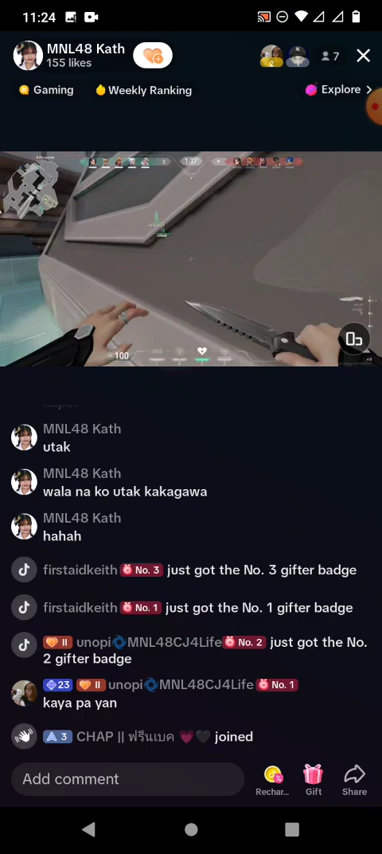 11:24
MNL48 Kath
155 likes
7
Gaming
Weekly Ranking
Explore
1:27
100
MNL48 Kath
utak
MNL48 Kath
wala na ko utak kakagawa
MNL48 Kath
hahah
firstaidkeith No. 3 just got the No. 3 gifter badge
firstaidkeith No. 1 just got the No. 1 gifter badge
II unopi🧿MNL48CJ4Life No. 2 just got the No.
2 gifter badge
23 II unopi🧿MNL48CJ4Life No. 1
kaya pa yan
3 CHAP || ฟรีนเบค 💗🖤 joined
Add comment
Rechar...
Gift
Share